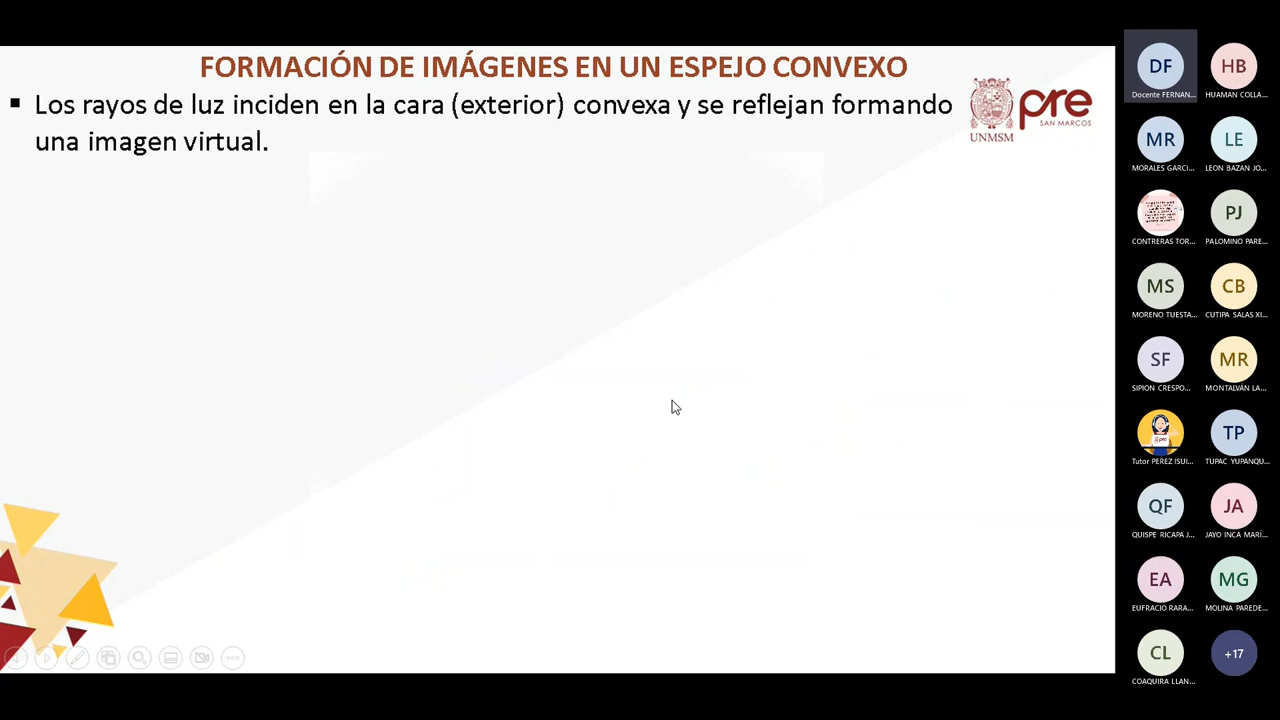 FORMACIÓN DE IMÁGENES EN UN ESPEJO CONVEXO
▪ Los rayos de luz inciden en la cara (exterior) convexa y se reflejan formando
una imagen virtual.
UNMSM
pre
SAN MARCOS
DF
Docente FERNAN...
HB
HUAMAN COLLA...
MR
MORALES GARCI...
LE
LEON BAZAN JO...
CONTRERAS TOR...
PJ
PALOMINO PARE...
MS
MORENO TUESTA...
CB
CUTIPA SALAS XI...
SF
SIPION CRESPO...
MR
MONTALVÁN LA...
Tutor PEREZ ISUI...
TP
TUPAC YUPANQU...
QF
QUISPE RICAPA J...
JA
JAYO INCA MARÍ...
EA
EUFRACIO RARA...
MG
MOLINA PAREDE...
CL
COAQUIRA LLAN...
+17